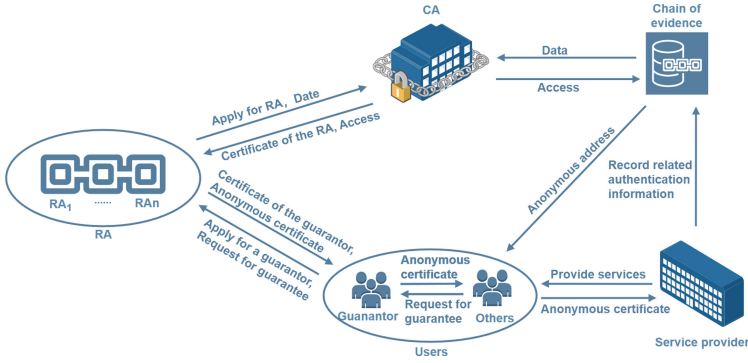 CA
Chain of
evidence
Data
Access
Apply for RA, Date
Certificate of the RA, Access
RA1 ...... RAn
RA
Certificate of the guarantor,
Anonymous certificate
Apply for a guarantor,
Request for guarantee
Anonymous address
Record related
authentication
information
Anonymous
certificate
Request for
guarantee
Guanantor
Others
Users
Provide services
Anonymous certificate
Service provider